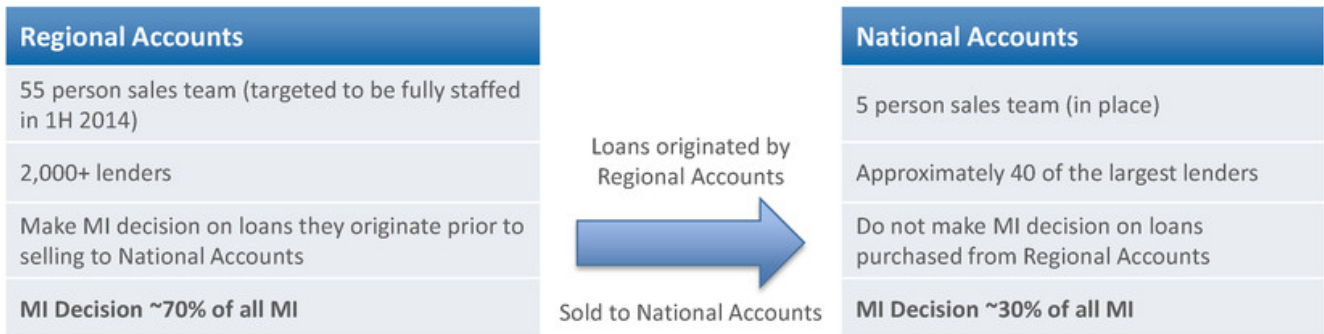 Regional Accounts
55 person sales team (targeted to be fully staffed
in 1H 2014)
2,000+ lenders
Make MI decision on loans they originate prior to
selling to National Accounts
MI Decision ~70% of all MI
Loans originated by
Regional Accounts
Sold to National Accounts
National Accounts
5 person sales team (in place)
Approximately 40 of the largest lenders
Do not make MI decision on loans
purchased from Regional Accounts
MI Decision ~30% of all MI